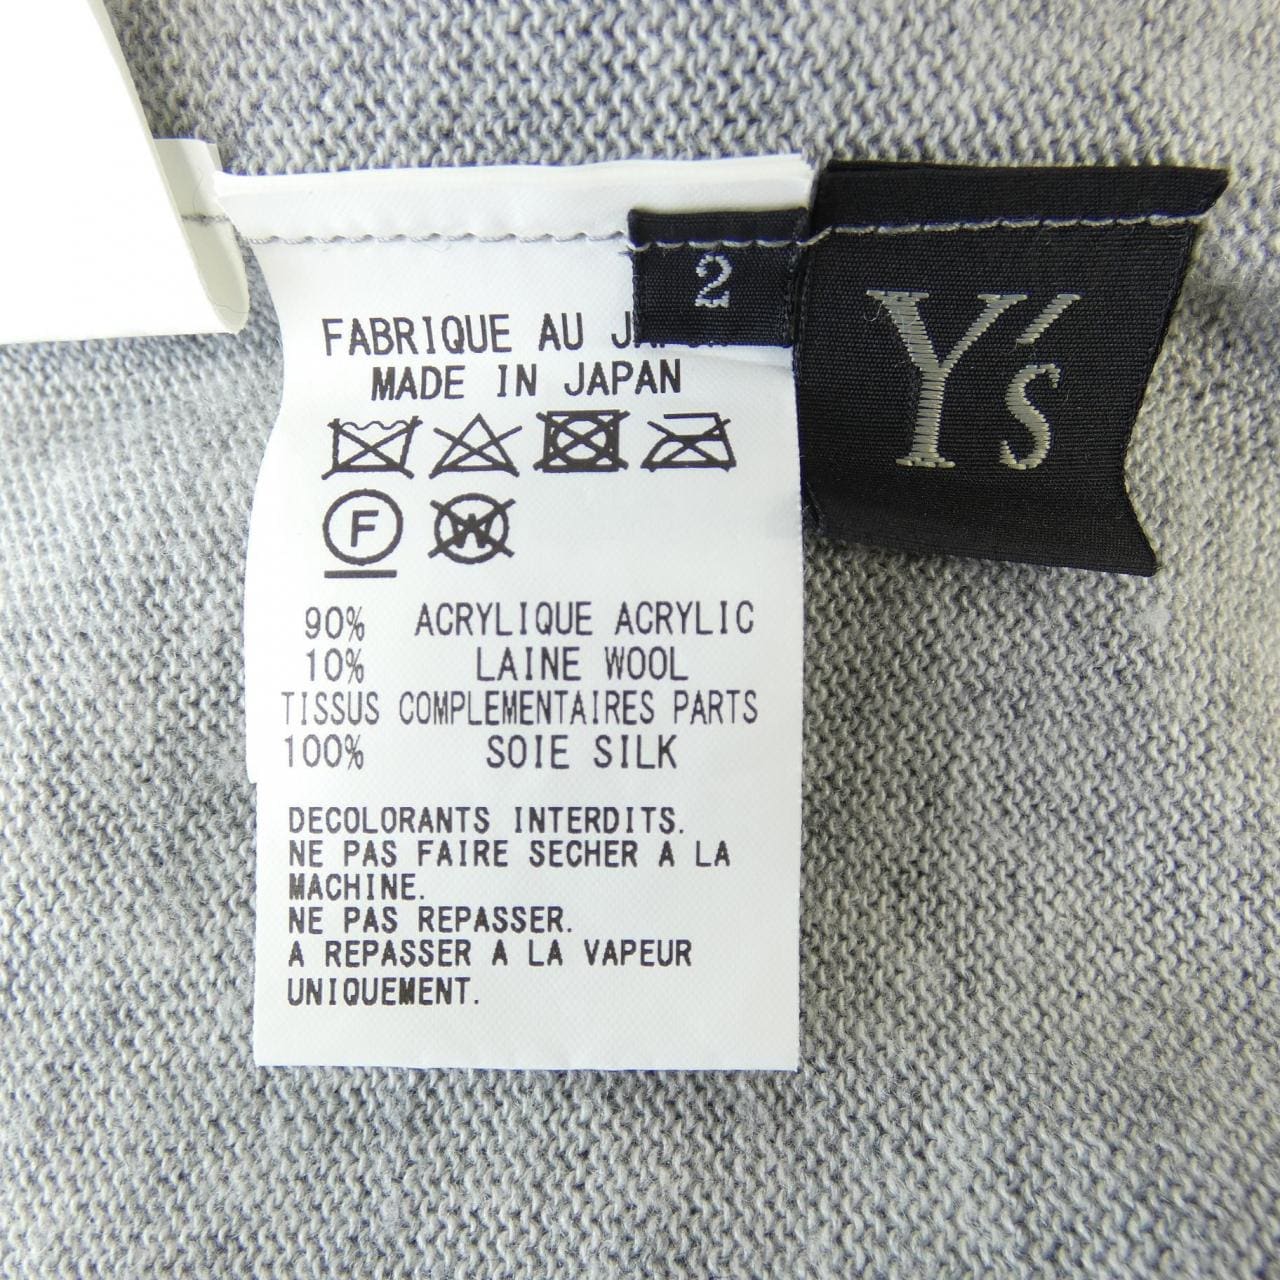 2
Y's
FABRIQUE AU
MADE IN JAPAN
F
W
90% ACRYLIQUE ACRYLIC
10% LAINE WOOL
TISSUS COMPLEMENTAIRES PARTS
100% SOIE SILK
DECOLORANTS INTERDITS.
NE PAS FAIRE SECHER A LA
MACHINE.
NE PAS REPASSER.
A REPASSER A LA VAPEUR
UNIQUEMENT.